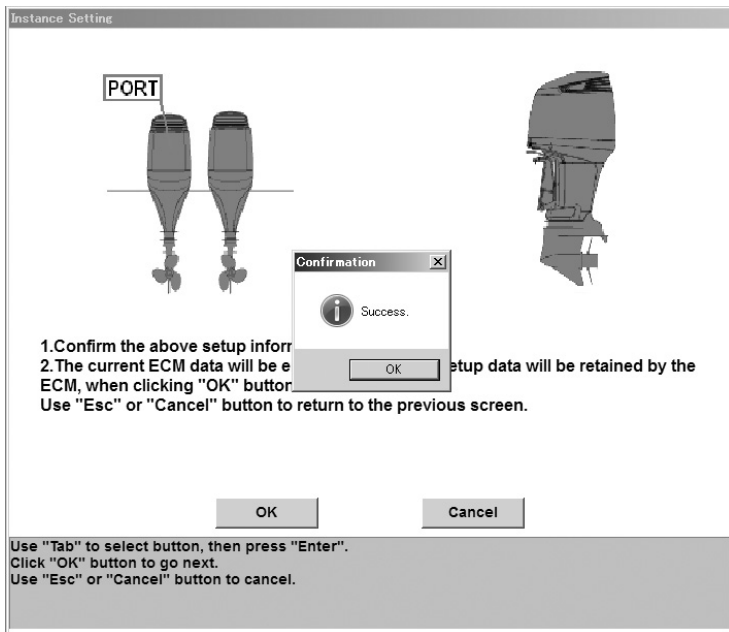 Instance Setting
PORT
Confirmation
Success.
OK
1.Confirm the above setup infor
2.The current ECM data will be e
etup data will be retained by the
ECM, when clicking "OK" button
Use "Esc" or "Cancel" button to return to the previous screen.
OK
Cancel
Use "Tab" to select button, then press "Enter".
Click "OK" button to go next.
Use "Esc" or "Cancel" button to cancel.